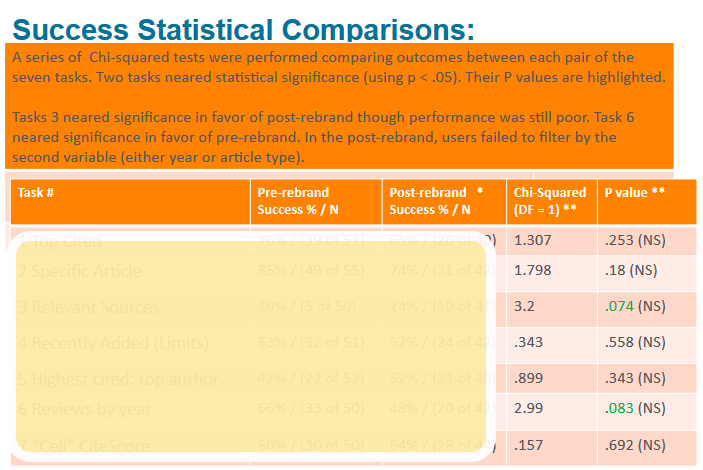 Success Statistical Comparisons:
A series of Chi-squared tests were performed comparing outcomes between each pair of the
seven tasks. Two tasks neared statistical significance (using p < .05). Their P values are highlighted.
Tasks 3 neared significance in favor of post-rebrand though performance was still poor. Task 6
neared significance in favor of pre-rebrand. In the post-rebrand, users failed to filter by the
second variable (either year or article type).
Task # Pre-rebrand Success % / N Post-rebrand * Success % / N Chi-Squared (DF = 1) ** P value **
1 Top Cited 76% / (39 of 51) 65% / (26 of 40) 1.307 .253 (NS)
2 Specific Article 85% / (49 of 55) 74% / (31 of 42) 1.798 .18 (NS)
3 Relevant Sources 10% / (5 of 50) 24% / (10 of 41) 3.2 .074 (NS)
4 Recently Added (Limits) 63% / (32 of 51) 57% / (24 of 42) .343 .558 (NS)
5 Highest cited: top author 42% / (22 of 52) 52% / (21 of 40) .899 .343 (NS)
6 Reviews by year 66% / (33 of 50) 48% / (20 of 42) 2.99 .083 (NS)
7 "Cell" CiteScore 60% / (30 of 50) 64% / (28 of 44) .157 .692 (NS)